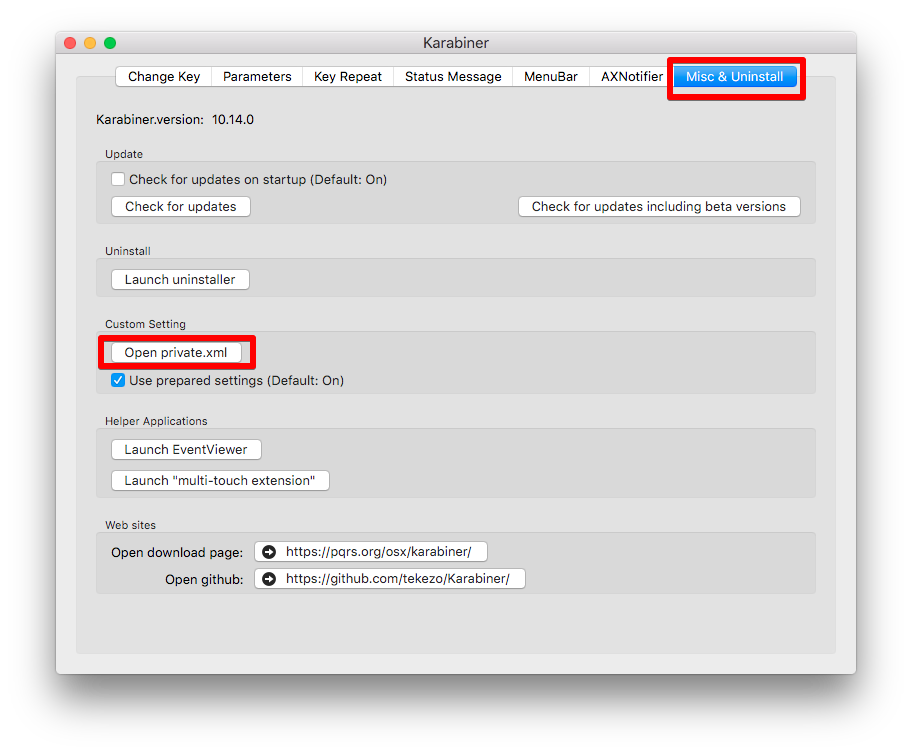 Karabiner
Change Key Parameters Key Repeat Status Message MenuBar AXNotifier Misc & Uninstall
Karabiner.version: 10.14.0
Update
Check for updates on startup (Default: On)
Check for updates Check for updates including beta versions
Uninstall
Launch uninstaller
Custom Setting
Open private.xml
Use prepared settings (Default: On)
Helper Applications
Launch EventViewer
Launch "multi-touch extension"
Web sites
Open download page: https://pqrs.org/osx/karabiner/
Open github: https://github.com/tekezo/Karabiner/